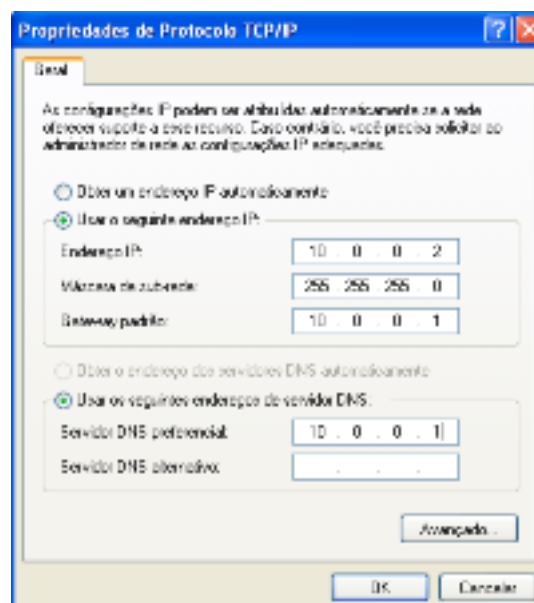 Propriedades de Protocolo TCP/IP
Geral
As configurações IP podem ser atribuídas automaticamente se a rede
oferecer suporte a esse recurso. Caso contrário, você precisa solicitar ao
administrador de rede as configurações IP adequadas.
Obter um endereço IP automaticamente
Usar o seguinte endereço IP:
Endereço IP: 10 . 0 . 0 . 2
Máscara de sub-rede: 255 . 255 . 255 . 0
Gateway padrão: 10 . 0 . 0 . 1
Obter o endereço dos servidores DNS automaticamente
Usar os seguintes endereços de servidor DNS:
Servidor DNS preferencial: 10 . 0 . 0 . 1
Servidor DNS alternativo: . . .
Avançado...
OK Cancelar